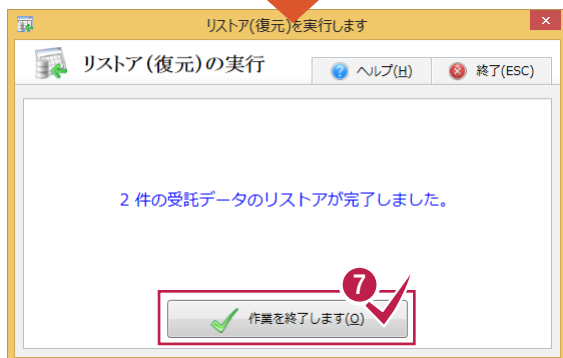 リストア(復元)を実行します
×
リストア(復元)の実行
? ヘルプ(H)
終了(ESC)
2 件の受託データのリストアが完了しました。
7
作業を終了します(O)